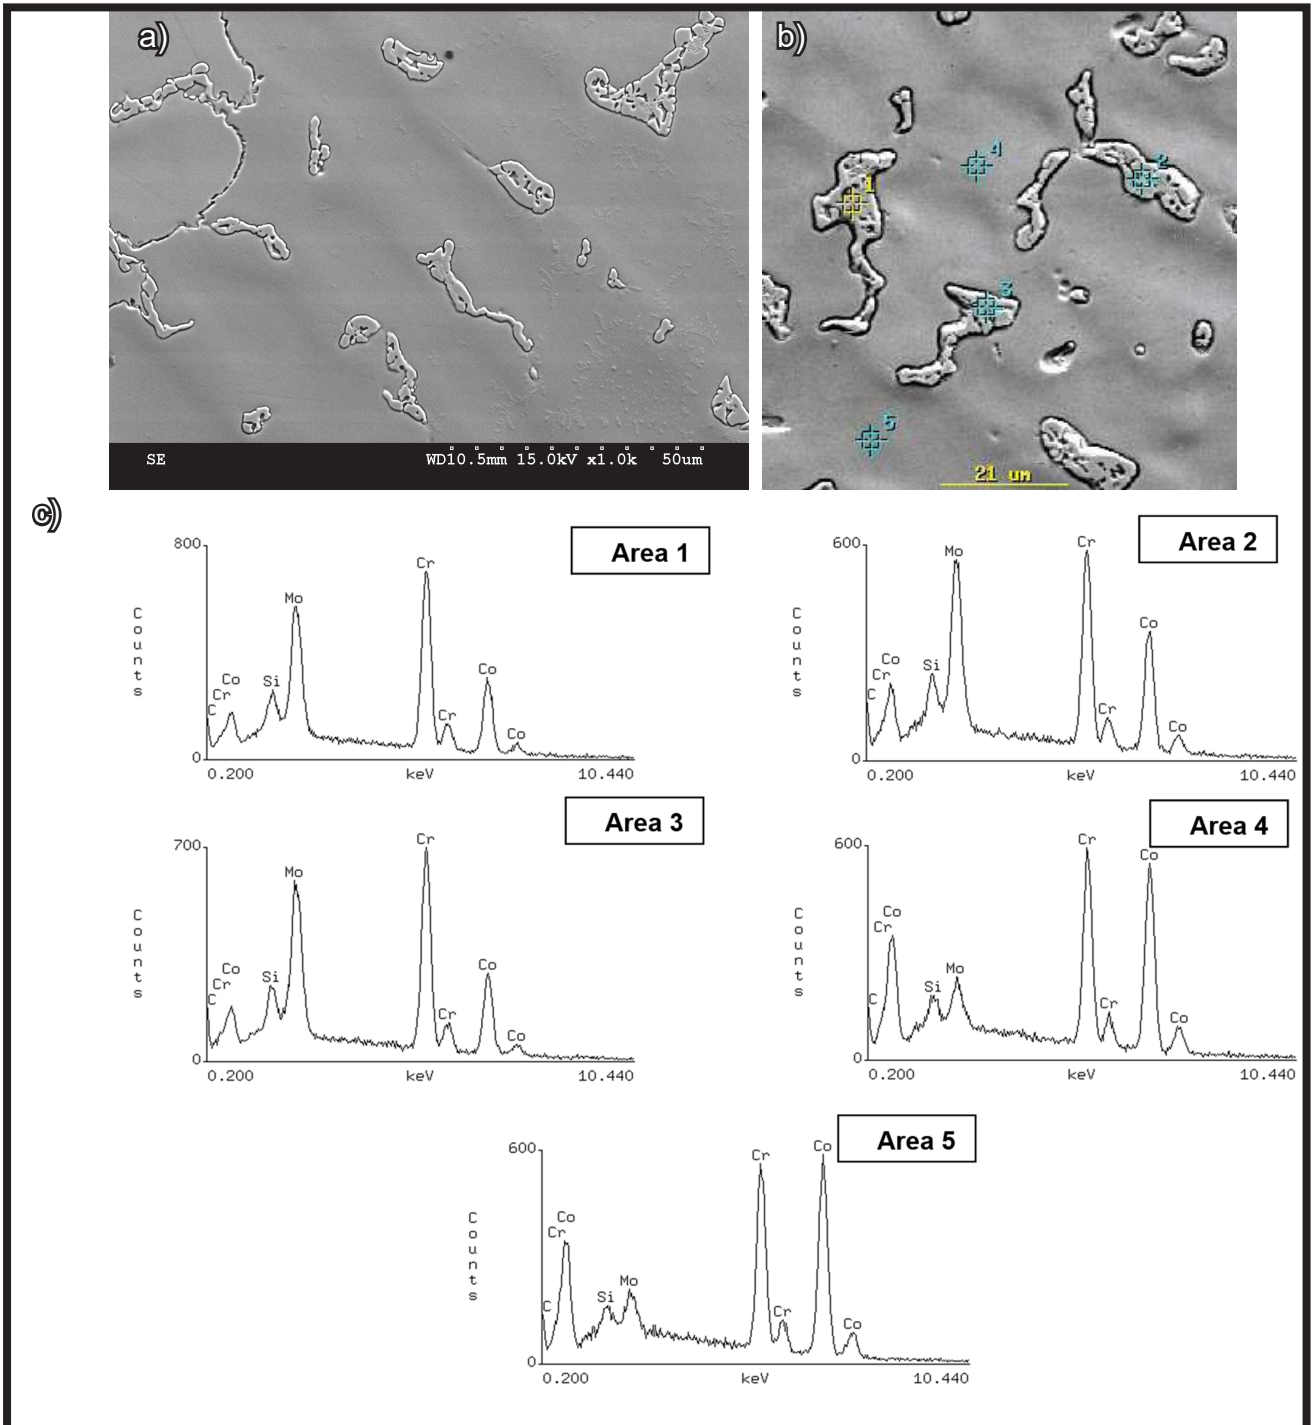 a)
b)
1
2
3
4
5
SE WD10.5mm 15.0kV x1.0k 50um
21 um
c)
Area 1
800
Counts
C
Cr
Co
Si
Mo
Cr
Cr
Co
Co
0
0.200 keV 10.440
Area 2
600
Counts
C
Cr
Co
Si
Mo
Cr
Cr
Co
Co
0
0.200 keV 10.440
Area 3
700
Counts
C
Cr
Co
Si
Mo
Cr
Cr
Co
Co
0
0.200 keV 10.440
Area 4
600
Counts
C
Cr
Co
Si
Mo
Cr
Cr
Co
Co
0
0.200 keV 10.440
Area 5
600
Counts
C
Cr
Co
Si
Mo
Cr
Cr
Co
Co
0
0.200 keV 10.440